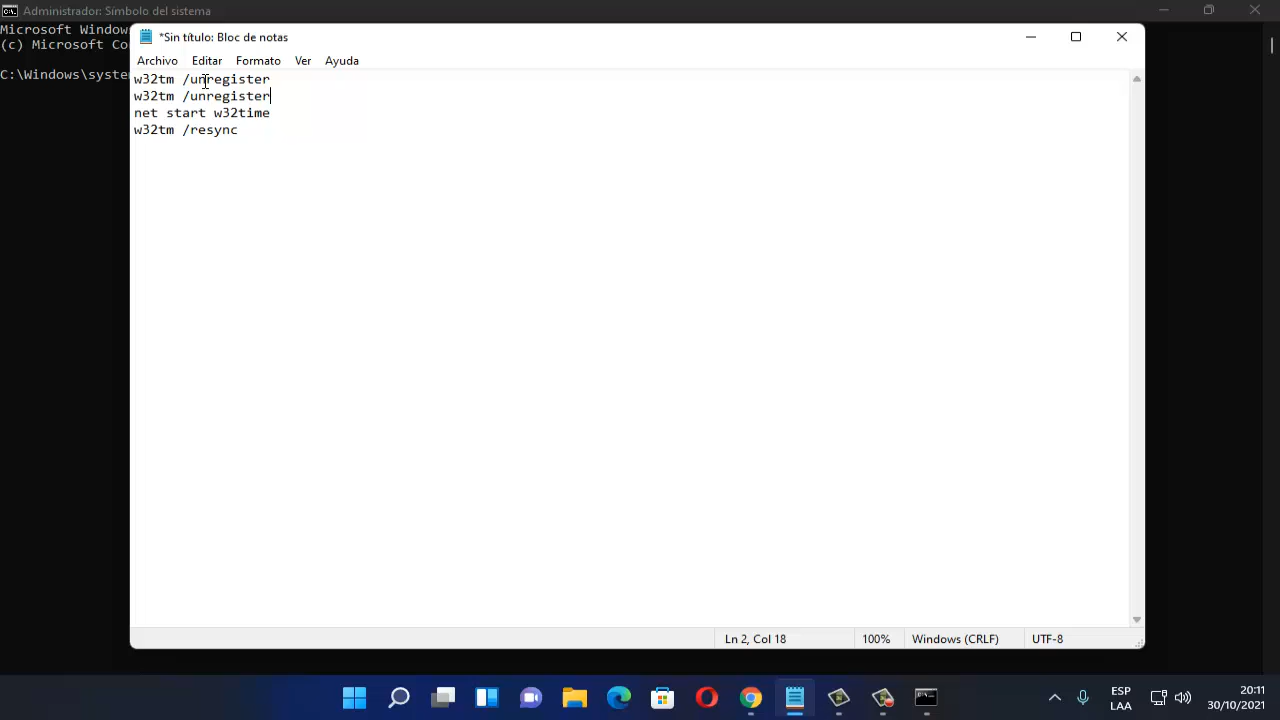 Administrador: Símbolo del sistema
Microsoft Window
(c) Microsoft Co
C:\Windows\syste
*Sin título: Bloc de notas
Archivo Editar Formato Ver Ayuda
w32tm /unregister
w32tm /unregister
net start w32time
w32tm /resync
Ln 2, Col 18 100% Windows (CRLF) UTF-8
ESP
LAA
20:11
30/10/2021